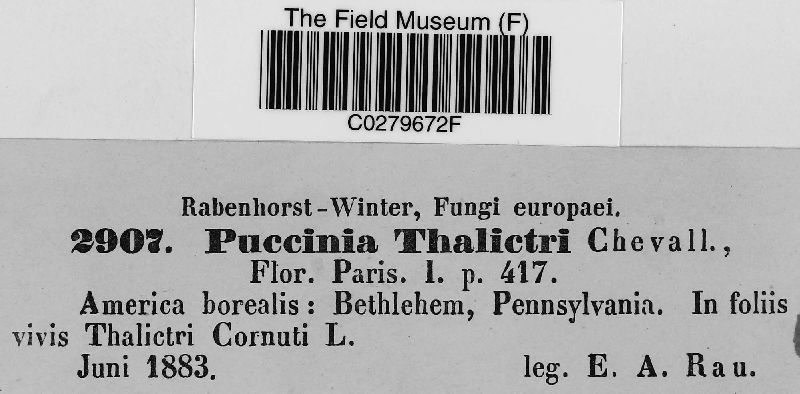 The Field Museum (F)
C0279672F
Rabenhorst-Winter, Fungi europaei.
2907. Puccinia Thalictri Chevall.,
Flor. Paris. I. p. 417.
America borealis: Bethlehem, Pennsylvania. In foliis
vivis Thalictri Cornuti L.
Juni 1883. leg. E. A. Rau.